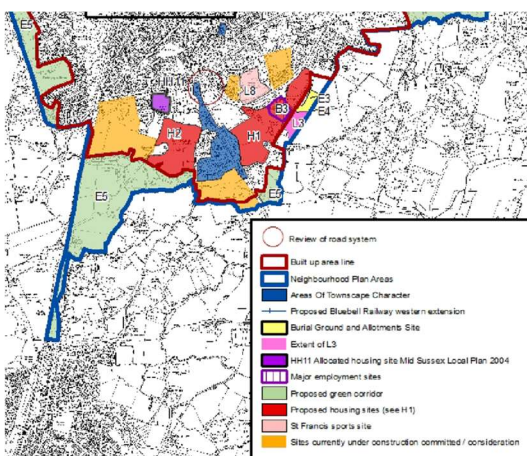 E5
HH11
L8
E3
E3
E4
L3
H2
H1
E5
E5
Review of road system
Built up area line
Neighbourhood Plan Areas
Areas Of Townscape Character
Proposed Bluebell Railway western extension
Burial Ground and Allotments Site
Extent of L3
HH11 Allocated housing site Mid Sussex Local Plan 2004
Major employment sites
Proposed green corridor
Proposed housing sites (see H1)
St Francis sports site
Sites currently under construction committed / consideration